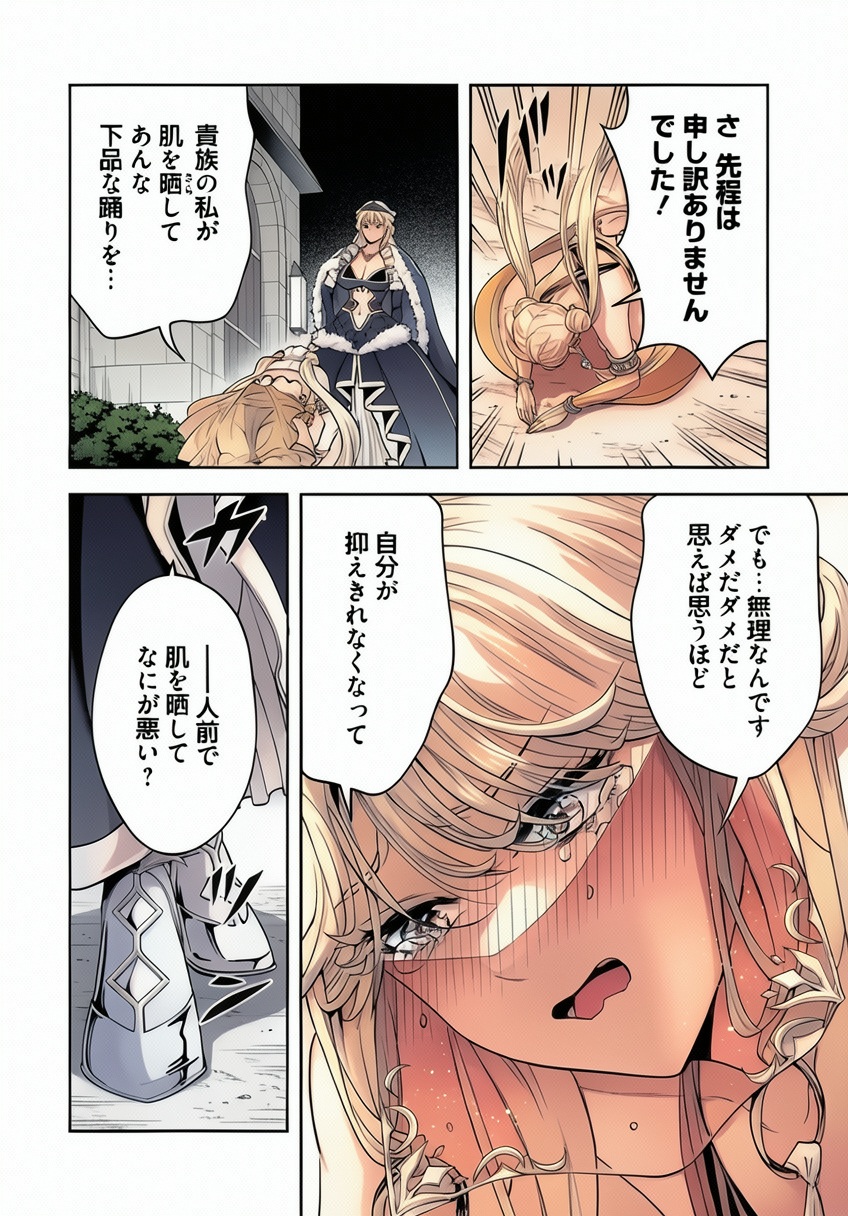 さ 先程は
申し訳ありません
でした!
貴族の私が
肌を晒して
あんな
下品な踊りを…
でも…無理なんです
ダメだダメだと
思えば思うほど
自分が
抑えきれなくなって
カ
――人前で
肌を晒して
なにが悪い?